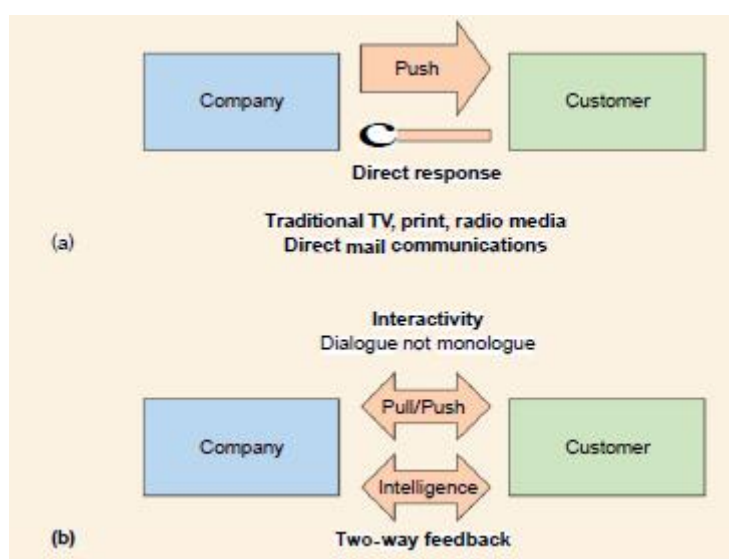 Company
Push
Customer
Direct response
Traditional TV, print, radio media
Direct mail communications
(a)
Interactivity
Dialogue not monologue
Company
Pull/Push
Customer
Intelligence
(b)
Two-way feedback